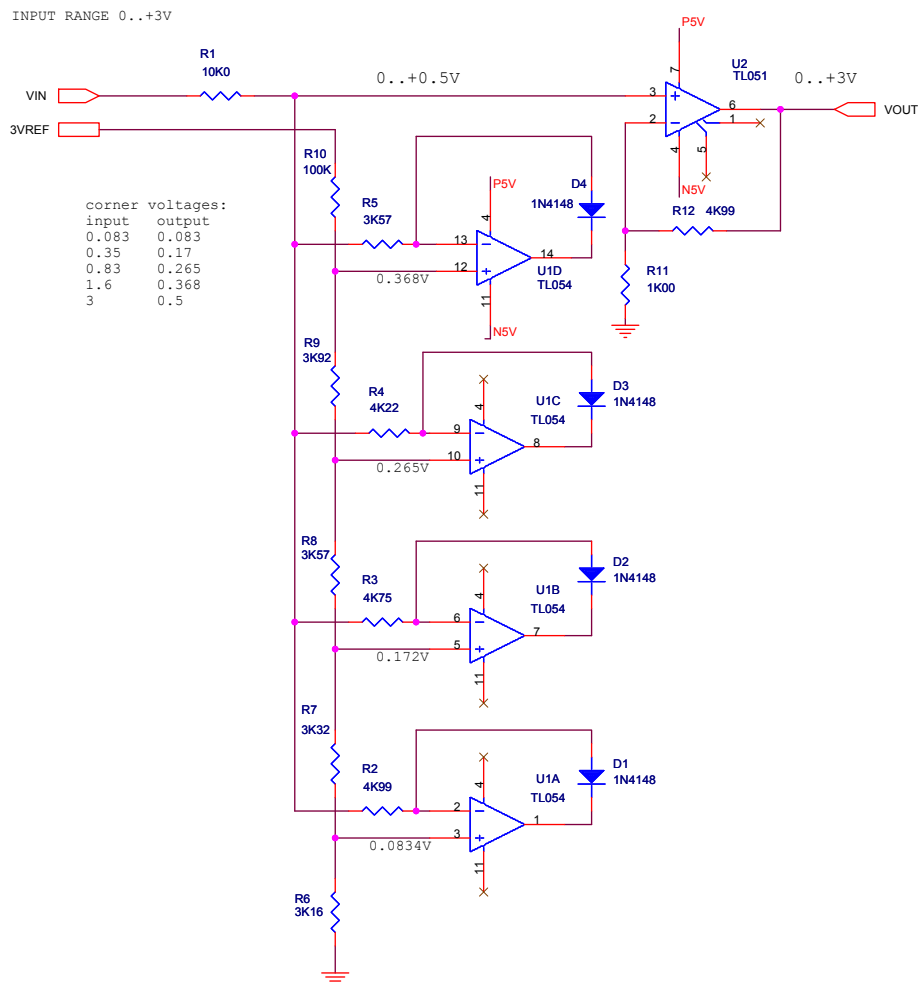 INPUT RANGE 0..+3V
P5V
R1
10K0
0..+0.5V
U2
TL051
0..+3V
7
VIN
3
6
VOUT
2
1
3VREF
4
5
N5V
R12 4K99
R10
100K
corner voltages:
input output
0.083 0.083
0.35 0.17
0.83 0.265
1.6 0.368
3 0.5
R5
3K57
P5V
4
D4
1N4148
13
14
12
U1D
TL054
0.368V
11
N5V
R11
1K00
R9
3K92
R4
4K22
4
U1C
TL054
D3
1N4148
9
8
10
0.265V
11
R8
3K57
R3
4K75
4
U1B
TL054
D2
1N4148
6
7
5
0.172V
11
R7
3K32
R2
4K99
4
U1A
TL054
D1
1N4148
2
1
3
0.0834V
11
R6
3K16